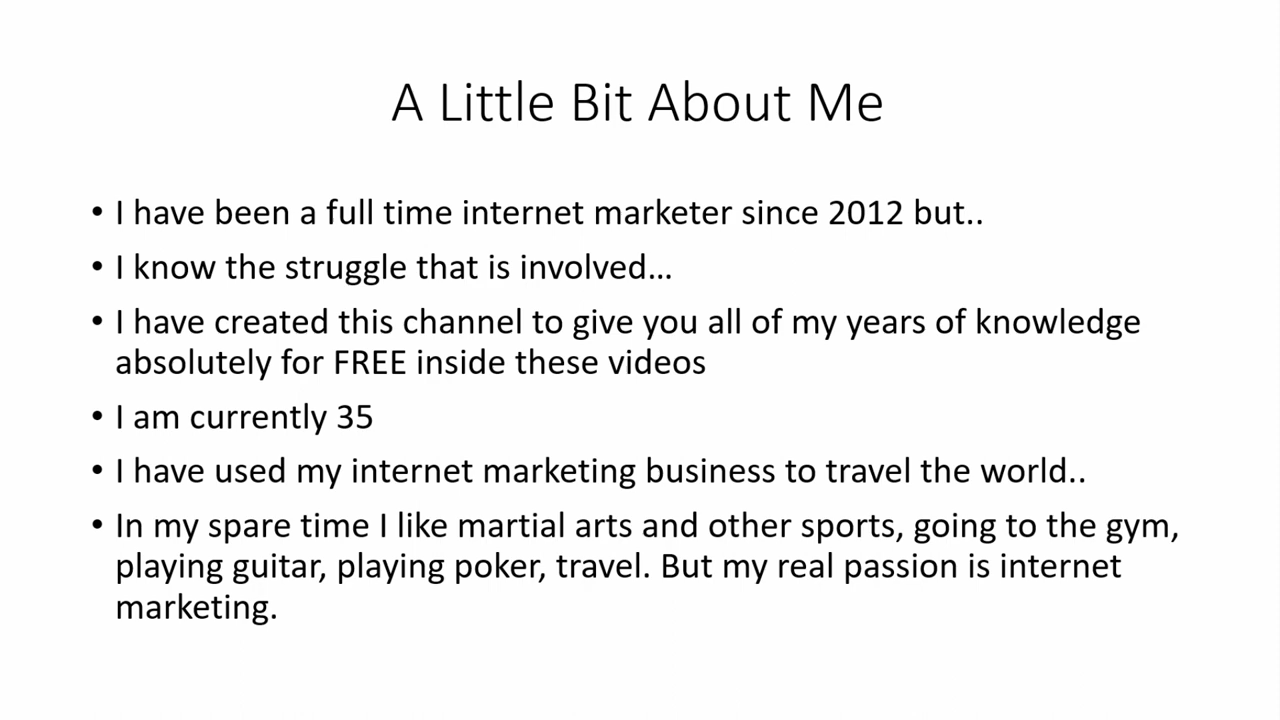 A Little Bit About Me
• I have been a full time internet marketer since 2012 but..
• I know the struggle that is involved…
• I have created this channel to give you all of my years of knowledge
absolutely for FREE inside these videos
• I am currently 35
• I have used my internet marketing business to travel the world..
• In my spare time I like martial arts and other sports, going to the gym,
playing guitar, playing poker, travel. But my real passion is internet
marketing.